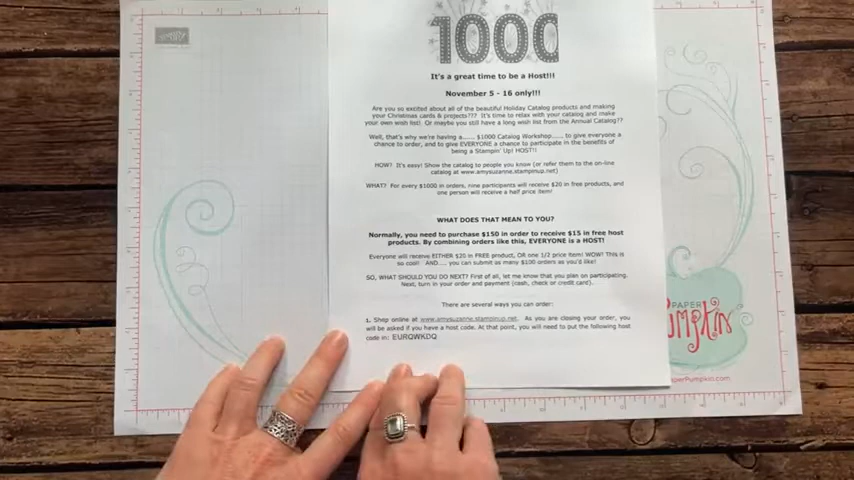 1000
It's a great time to be a Host!!!
November 5 - 16 only!!!
Are you so excited about all of the beautiful Holiday Catalog products and making
your Christmas cards & projects??? It's time to relax with your catalog and make
your own wish list! Or maybe you still have a long wish list from the Annual Catalog??
Well, that's why we're having a..... $1000 Catalog Workshop..... to give everyone a
chance to order, and to give EVERYONE a chance to participate in the benefits of
being a Stampin' Up! HOST!!
HOW? It's easy! Show the catalog to people you know (or refer them to the on-line
catalog at www.amysuzanne.stampinup.net)
WHAT? For every $1000 in orders, nine participants will receive $20 in free products, and
one person will receive a half price item!
WHAT DOES THAT MEAN TO YOU?
Normally, you need to purchase $150 in order to receive $15 in free host
products. By combining orders like this, EVERYONE is a HOST!
Everyone will receive EITHER $20 in FREE product, OR one 1/2 price item! WOW! This is
so cool! AND.... you can submit as many $100 orders as you'd like!
SO, WHAT SHOULD YOU DO NEXT? First of all, let me know that you plan on participating.
Next, turn in your order and payment (cash, check or credit card).
There are several ways you can order:
1. Shop online at www.amysuzanne.stampinup.net. As you are closing your order, you
will be asked if you have a host code. At that point, you will need to put the following host
code in: EURQWKDQ
PAPER
PUMPKIN
aperPumpkin.com